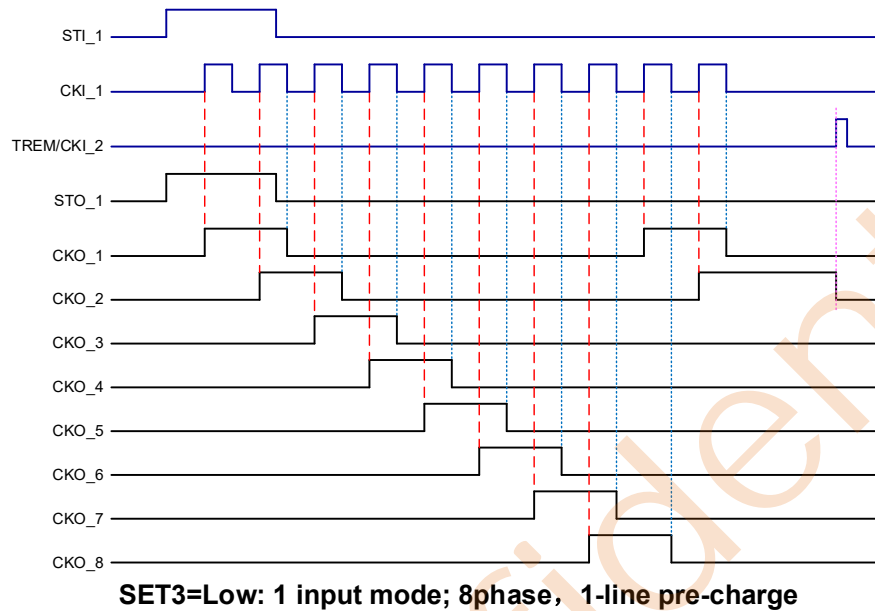 STI_1
CKI_1
TREM/CKI_2
STO_1
CKO_1
CKO_2
CKO_3
CKO_4
CKO_5
CKO_6
CKO_7
CKO_8
SET3=Low: 1 input mode; 8phase，1-line pre-charge
fiden